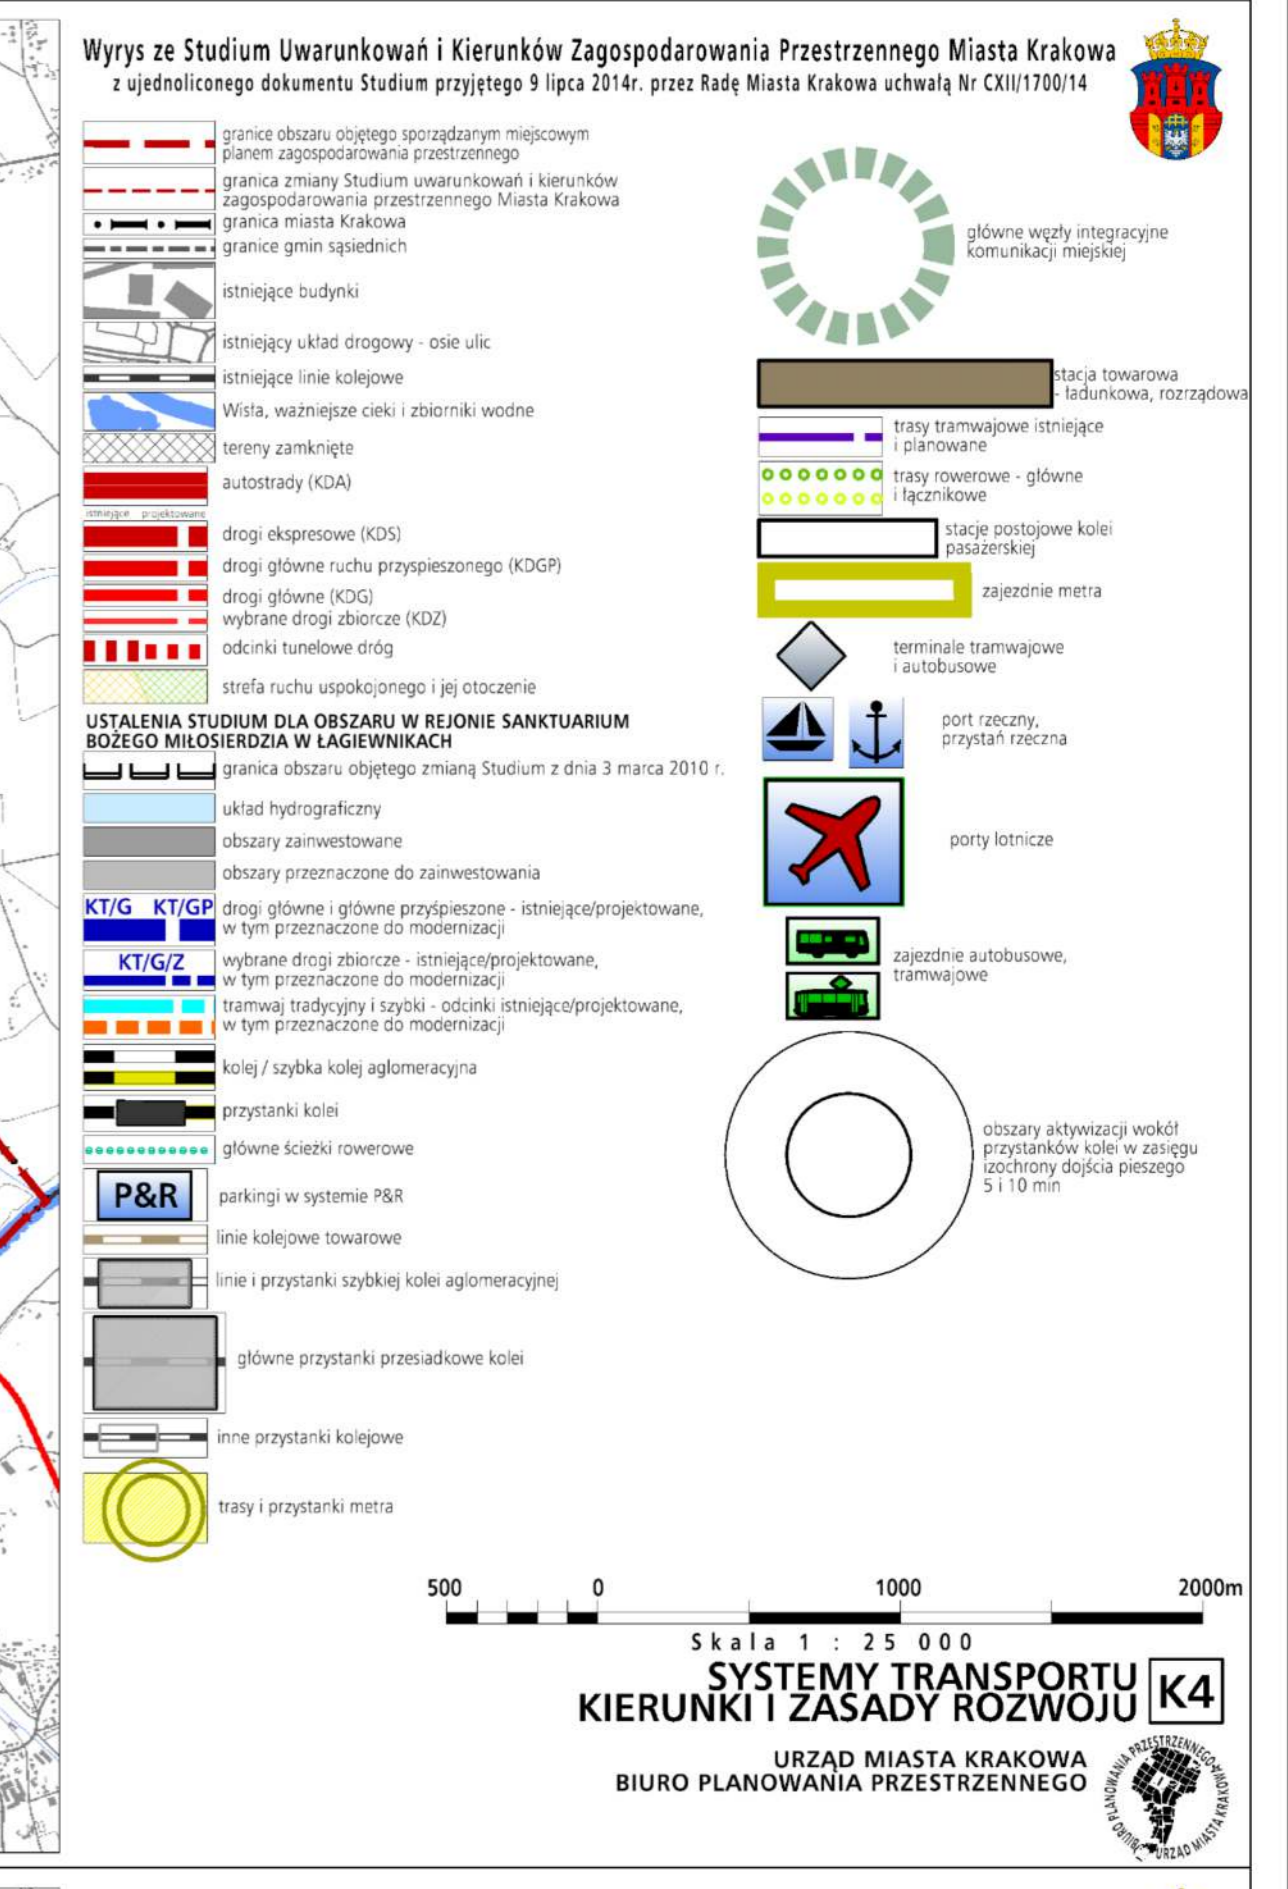 Wyrys ze Studium Uwarunkowań i Kierunków Zagospodarowania Przestrzennego Miasta Krakowa
z ujednoliconego dokumentu Studium przyjętego 9 lipca 2014r. przez Radę Miasta Krakowa uchwałą Nr CXII/1700/14
granice obszaru objętego sporządzanym miejscowym
planem zagospodarowania przestrzennego
granica zmiany Studium uwarunkowań i kierunków
zagospodarowania przestrzennego Miasta Krakowa
granica miasta Krakowa
granice gmin sąsiednich
istniejące budynki
istniejący układ drogowy - osie ulic
istniejące linie kolejowe
Wisła, ważniejsze cieki i zbiorniki wodne
tereny zamknięte
autostrady (KDA)
istniejące projektowane
drogi ekspresowe (KDS)
drogi główne ruchu przyspieszonego (KDGP)
drogi główne (KDG)
wybrane drogi zbiorcze (KDZ)
odcinki tunelowe dróg
strefa ruchu uspokojonego i jej otoczenie
USTALENIA STUDIUM DLA OBSZARU W REJONIE SANKTUARIUM
BOŻEGO MIŁOSIERDZIA W ŁAGIEWNIKACH
granica obszaru objętego zmianą Studium z dnia 3 marca 2010 r.
układ hydrograficzny
obszary zainwestowane
obszary przeznaczone do zainwestowania
KT/G KT/GP
drogi główne i główne przyśpieszone - istniejące/projektowane,
w tym przeznaczone do modernizacji
KT/G/Z
wybrane drogi zbiorcze - istniejące/projektowane,
w tym przeznaczone do modernizacji
tramwaj tradycyjny i szybki - odcinki istniejące/projektowane,
w tym przeznaczone do modernizacji
kolej / szybka kolej aglomeracyjna
przystanki kolei
główne ścieżki rowerowe
P&R
parkingi w systemie P&R
linie kolejowe towarowe
linie i przystanki szybkiej kolei aglomeracyjnej
główne przystanki przesiadkowe kolei
inne przystanki kolejowe
trasy i przystanki metra
główne węzły integracyjne
komunikacji miejskiej
stacja towarowa
- ładunkowa, rozrządowa
trasy tramwajowe istniejące
i planowane
trasy rowerowe - główne
i łącznikowe
stacje postojowe kolei
pasażerskiej
zajezdnie metra
terminale tramwajowe
i autobusowe
port rzeczny,
przystań rzeczna
porty lotnicze
zajezdnie autobusowe,
tramwajowe
obszary aktywizacji wokół
przystanków kolei w zasięgu
izochrony dojścia pieszego
5 i 10 min
500 0 1000 2000m
Skala 1 : 25 000
SYSTEMY TRANSPORTU
KIERUNKI I ZASADY ROZWOJU
K4
URZĄD MIASTA KRAKOWA
BIURO PLANOWANIA PRZESTRZENNEGO
BIURO PLANOWANIA PRZESTRZENNEGO
URZĄD MIASTA KRAKOWA